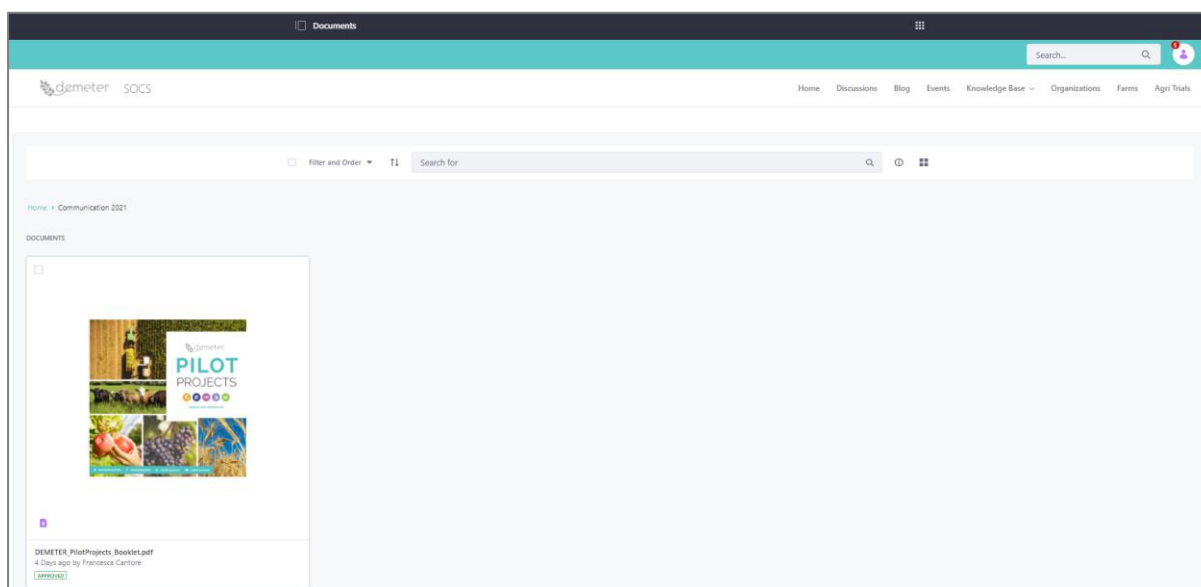 Documents
Search...
1
demeter SOCS
Home Discussions Blog Events Knowledge Base Organizations Farms Agri Trials
Filter and Order
Search for
Home › Communication 2021
DOCUMENTS
demeter
PILOT
PROJECTS
DEMETER_PilotProjects_Booklet.pdf
4 Days ago by Francesca Cantore
APPROVED